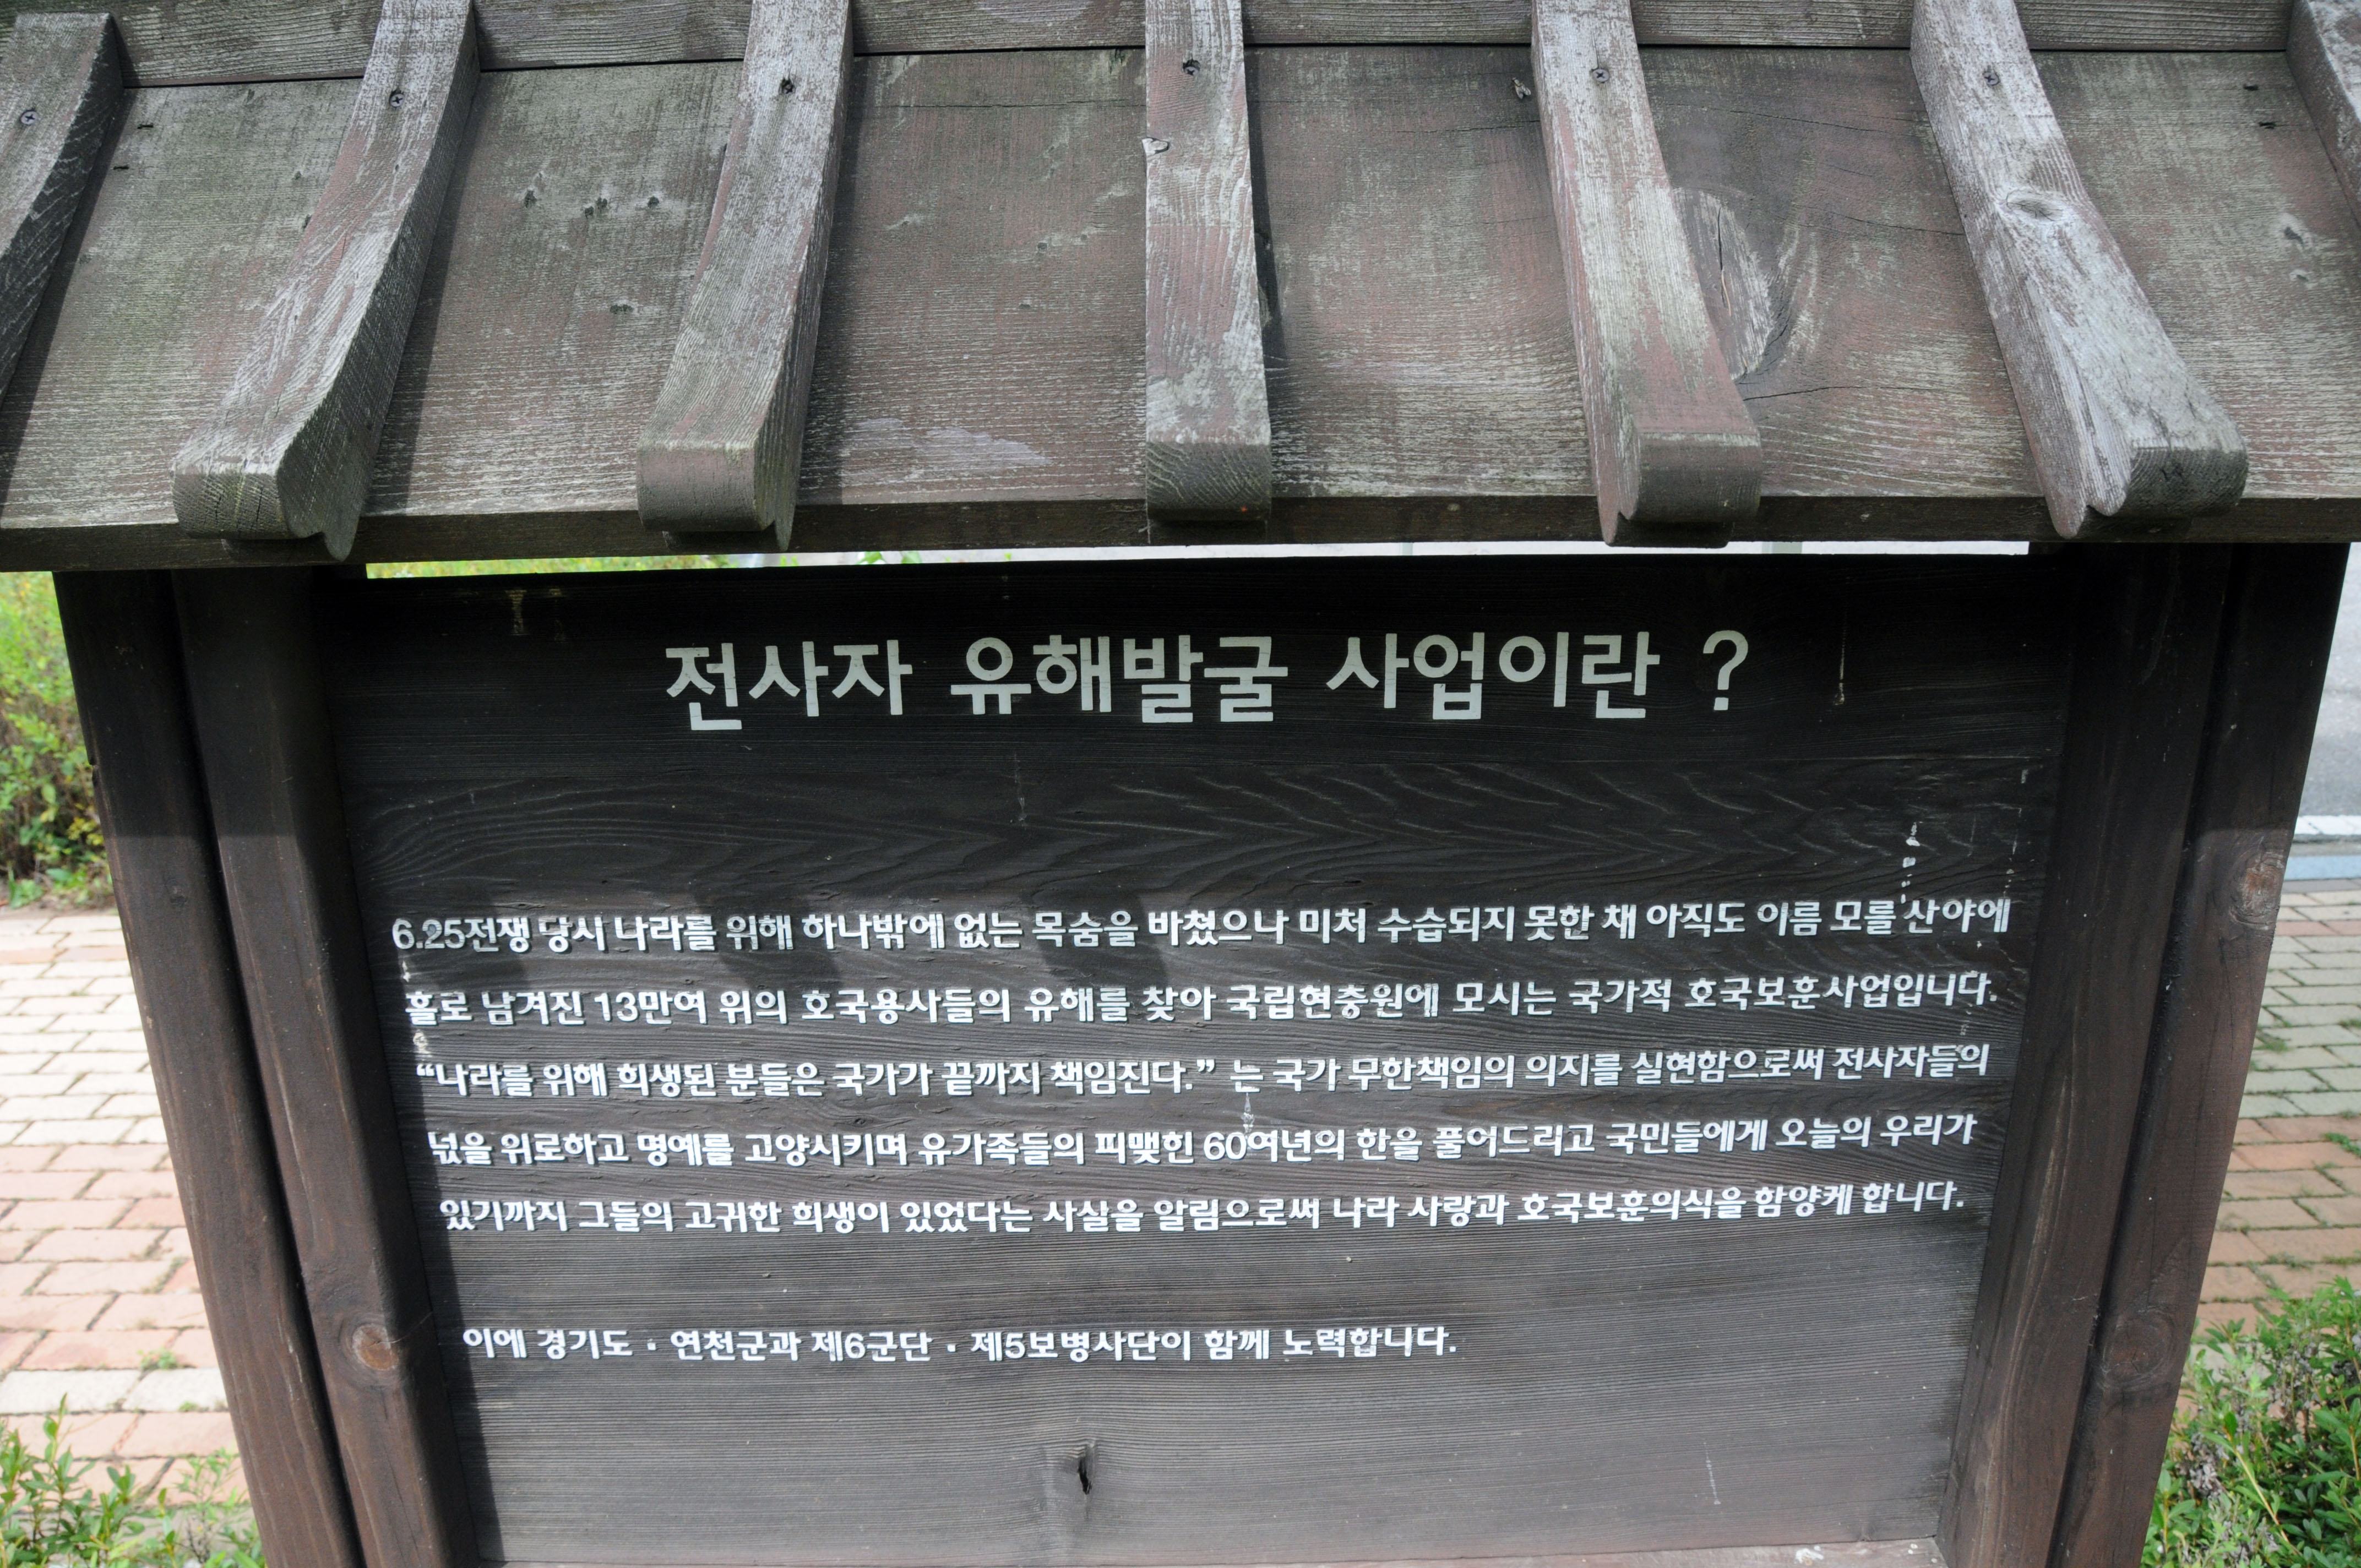 전사자 유해발굴 사업이란 ?
6.25전쟁 당시 나라를 위해 하나밖에 없는 목숨을 바쳤으나 미처 수습되지 못한 채 아직도 이름 모를 산야에
홀로 남겨진 13만여 위의 호국용사들의 유해를 찾아 국립현충원에 모시는 국가적 호국보훈사업입니다.
“나라를 위해 희생된 분들은 국가가 끝까지 책임진다.” 는 국가 무한책임의 의지를 실현함으로써 전사자들의
넋을 위로하고 명예를 고양시키며 유가족들의 피맺힌 60여년의 한을 풀어드리고 국민들에게 오늘의 우리가
있기까지 그들의 고귀한 희생이 있었다는 사실을 알림으로써 나라 사랑과 호국보훈의식을 함양케 합니다.
이에 경기도 · 연천군과 제6군단 · 제5보병사단이 함께 노력합니다.